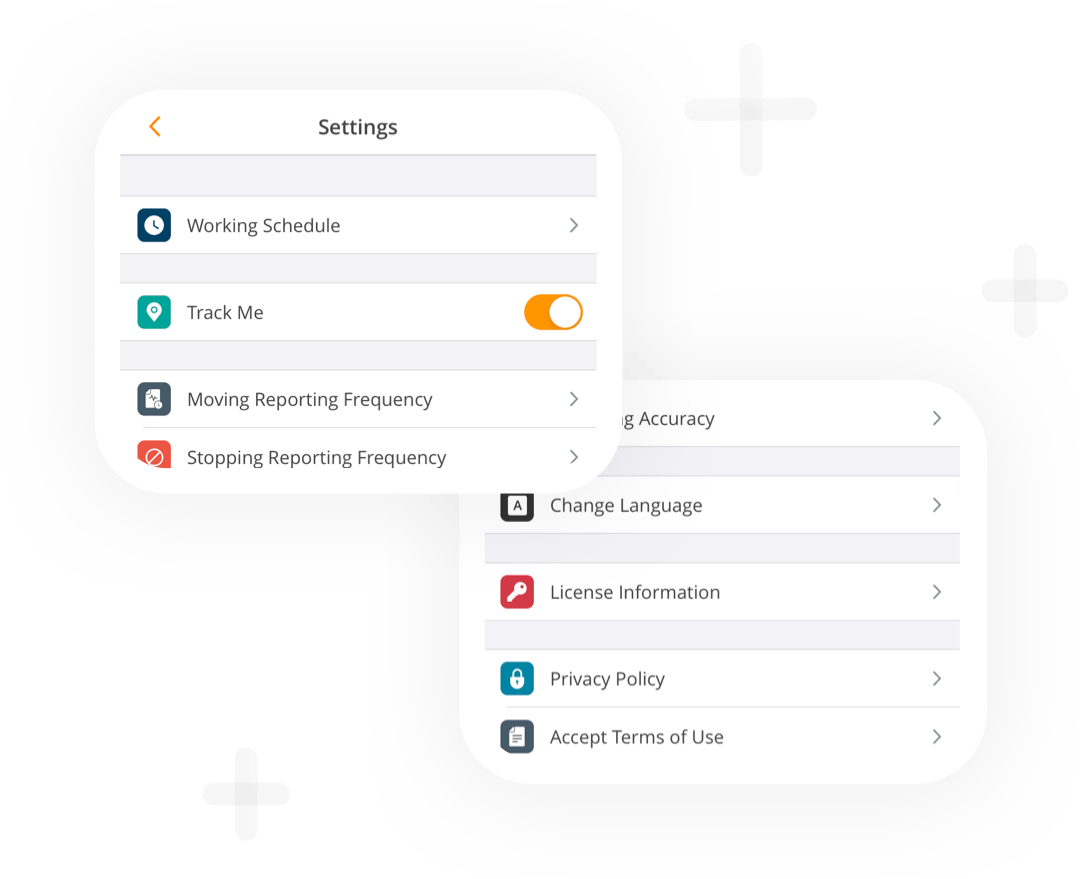 Settings
Working Schedule
Track Me
Moving Reporting Frequency
Stopping Reporting Frequency
Accuracy
A
Change Language
License Information
Privacy Policy
Accept Terms of Use